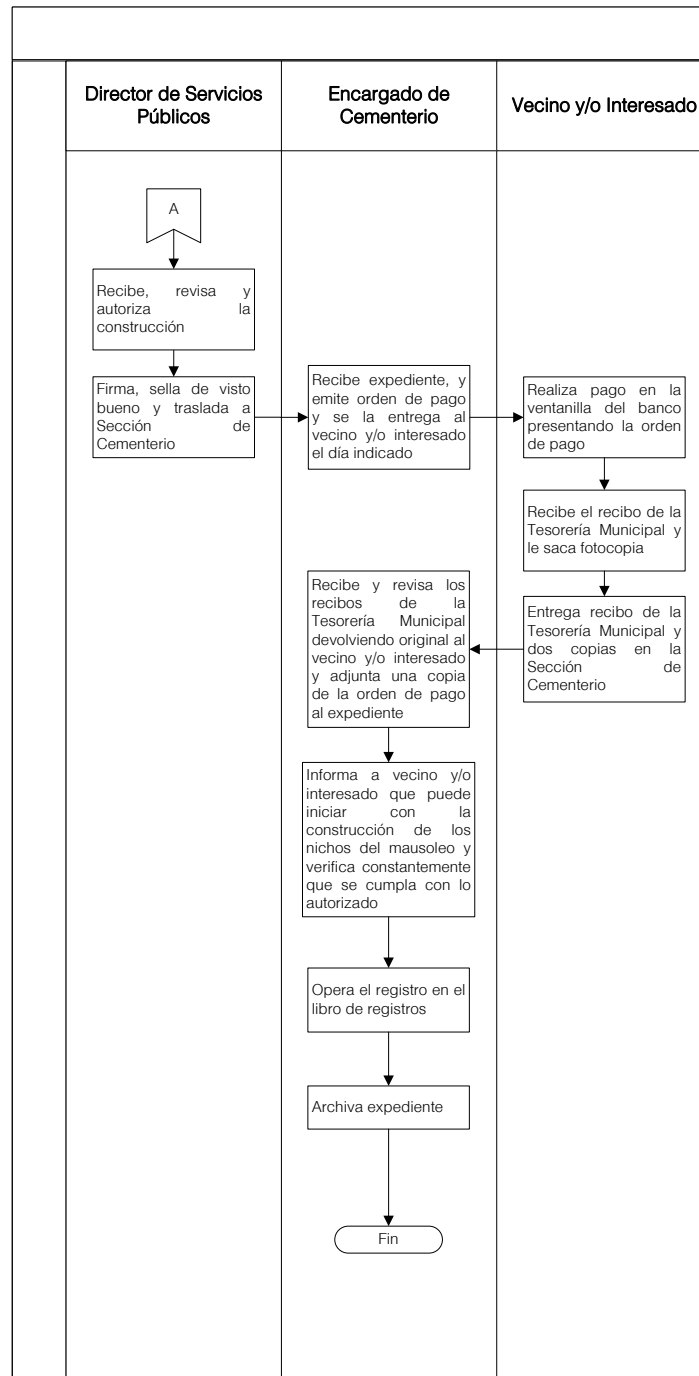 Director de Servicios
Públicos
Encargado de
Cementerio
Vecino y/o Interesado
A
Recibe, revisa y
autoriza la
construcción
Firma, sella de visto
bueno y traslada a
Sección de
Cementerio
Recibe expediente, y
emite orden de pago
y se la entrega al
vecino y/o interesado
el día indicado
Realiza pago en la
ventanilla del banco
presentando la orden
de pago
Recibe el recibo de la
Tesorería Municipal y
le saca fotocopia
Entrega recibo de la
Tesorería Municipal y
dos copias en la
Sección de
Cementerio
Recibe y revisa los
recibos de la
Tesorería Municipal
devolviendo original al
vecino y/o interesado
y adjunta una copia
de la orden de pago
al expediente
Informa a vecino y/o
interesado que puede
iniciar con la
construcción de los
nichos del mausoleo y
verifica constantemente
que se cumpla con lo
autorizado
Opera el registro en el
libro de registros
Archiva expediente
Fin